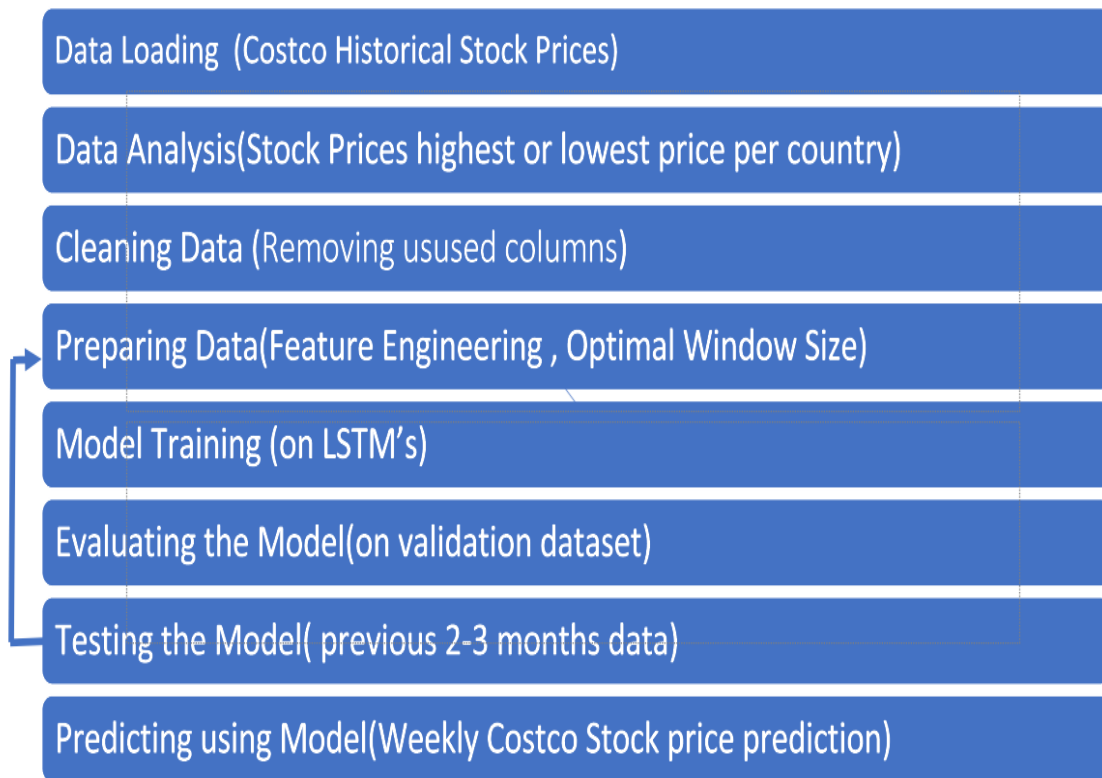 Data Loading (Costco Historical Stock Prices)
Data Analysis(Stock Prices highest or lowest price per country)
Cleaning Data (Removing usused columns)
Preparing Data(Feature Engineering , Optimal Window Size)
Model Training (on LSTM’s)
Evaluating the Model(on validation dataset)
Testing the Model( previous 2-3 months data)
Predicting using Model(Weekly Costco Stock price prediction)